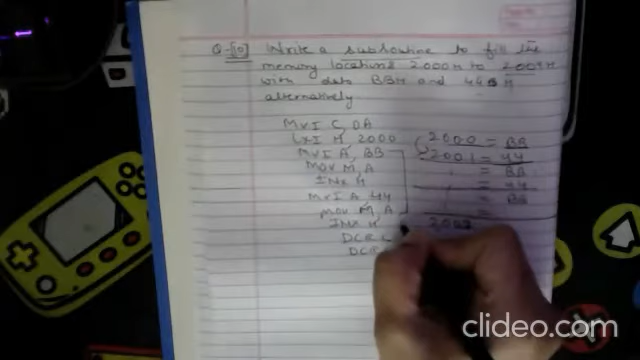 Q-10] Write a subroutine to fill the
memory locations 2000H to 2009H
with data BBH and 44H
alternatively
MVI C, 0A
LXI H, 2000
MVI A, BB
MOV M, A
INX H
MVI A 44
MOV M, A
INX H
DCR C
DCR
2000 = BB
2001 = 44
= BB
= 44
= BB
=
clideo.com